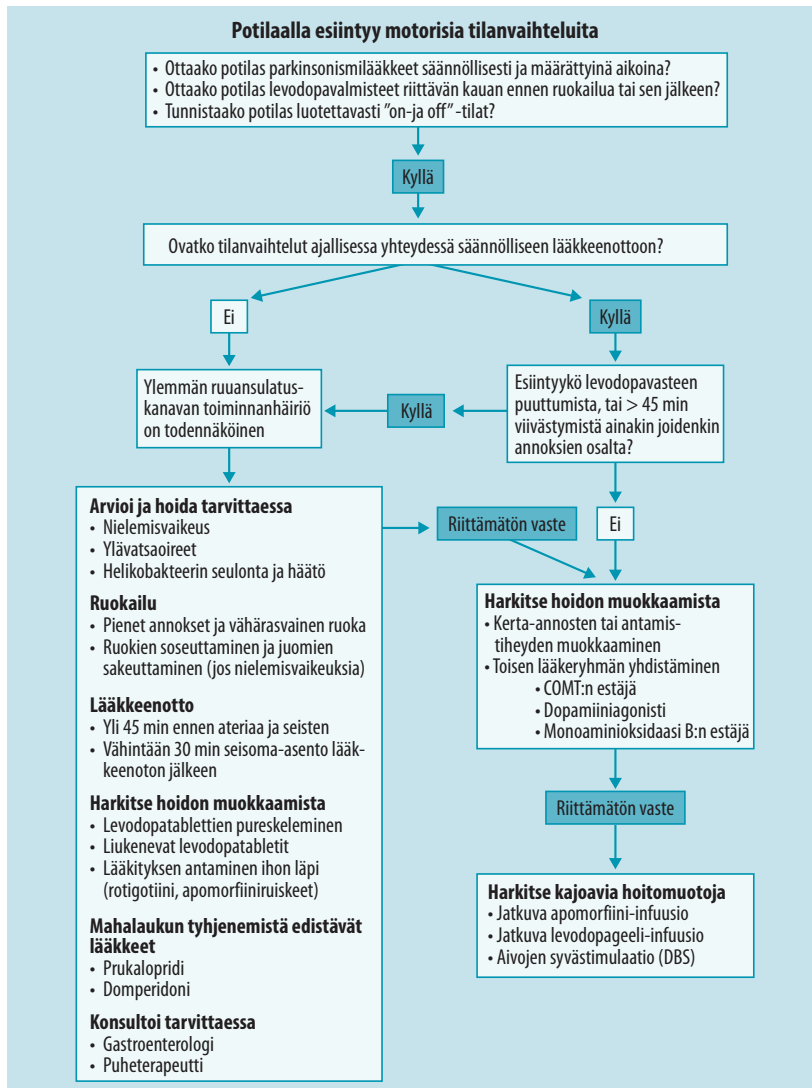 Potilaalla esiintyy motorisia tilanvaihteluita
• Ottaako potilas parkinsonismilääkkeet säännöllisesti ja määrättyinä aikoina?
• Ottaako potilas levodopavalmisteet riittävän kauan ennen ruokailua tai sen jälkeen?
• Tunnistaako potilas luotettavasti ”on-ja off” -tilat?
Kyllä
Ovatko tilanvaihtelut ajallisessa yhteydessä säännölliseen lääkkeenottoon?
Ei
Kyllä
Ylemmän ruuansulatus-
kanavan toiminnanhäiriö
on todennäköinen
Kyllä
Esiintyykö levodopavasteen
puuttumista, tai > 45 min
viivästymistä ainakin joidenkin
annoksien osalta?
Arvioi ja hoida tarvittaessa
• Nielemisvaikeus
• Ylävatsaoireet
• Helikobakteerin seulonta ja häätö
Ruokailu
• Pienet annokset ja vähärasvainen ruoka
• Ruokien soseuttaminen ja juomien
sakeuttaminen (jos nielemisvaikeuksia)
Lääkkeenotto
• Yli 45 min ennen ateriaa ja seisten
• Vähintään 30 min seisoma-asento lääk-
keenoton jälkeen
Harkitse hoidon muokkaamista
• Levodopatablettien pureskeleminen
• Liukenevat levodopatabletit
• Lääkityksen antaminen ihon läpi
(rotigotiini, apomorfiiniruiskeet)
Mahalaukun tyhjenemistä edistävät
lääkkeet
• Prukalopridi
• Domperidoni
Konsultoi tarvittaessa
• Gastroenterologi
• Puheterapeutti
Riittämätön vaste
Ei
Harkitse hoidon muokkaamista
• Kerta-annosten tai antamis-
tiheyden muokkaaminen
• Toisen lääkeryhmän yhdistäminen
• COMT:n estäjä
• Dopamiiniagonisti
• Monoaminioksidaasi B:n estäjä
Riittämätön vaste
Harkitse kajoavia hoitomuotoja
• Jatkuva apomorfiini-infuusio
• Jatkuva levodopageeli-infuusio
• Aivojen syvästimulaatio (DBS)